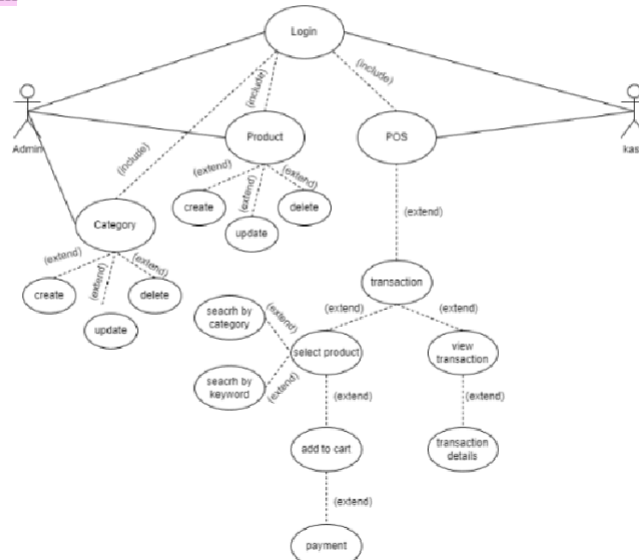 Login
(include)
(include)
(include)
Admin
kas
Product
POS
(extend)
(extend)
(extend)
create
update
delete
Category
(extend)
(extend)
(extend)
create
update
delete
(extend)
transaction
(extend)
(extend)
seacrh by
category
(extend)
select product
view
transaction
seacrh by
keyword
(extend)
(extend)
(extend)
add to cart
transaction
details
(extend)
payment